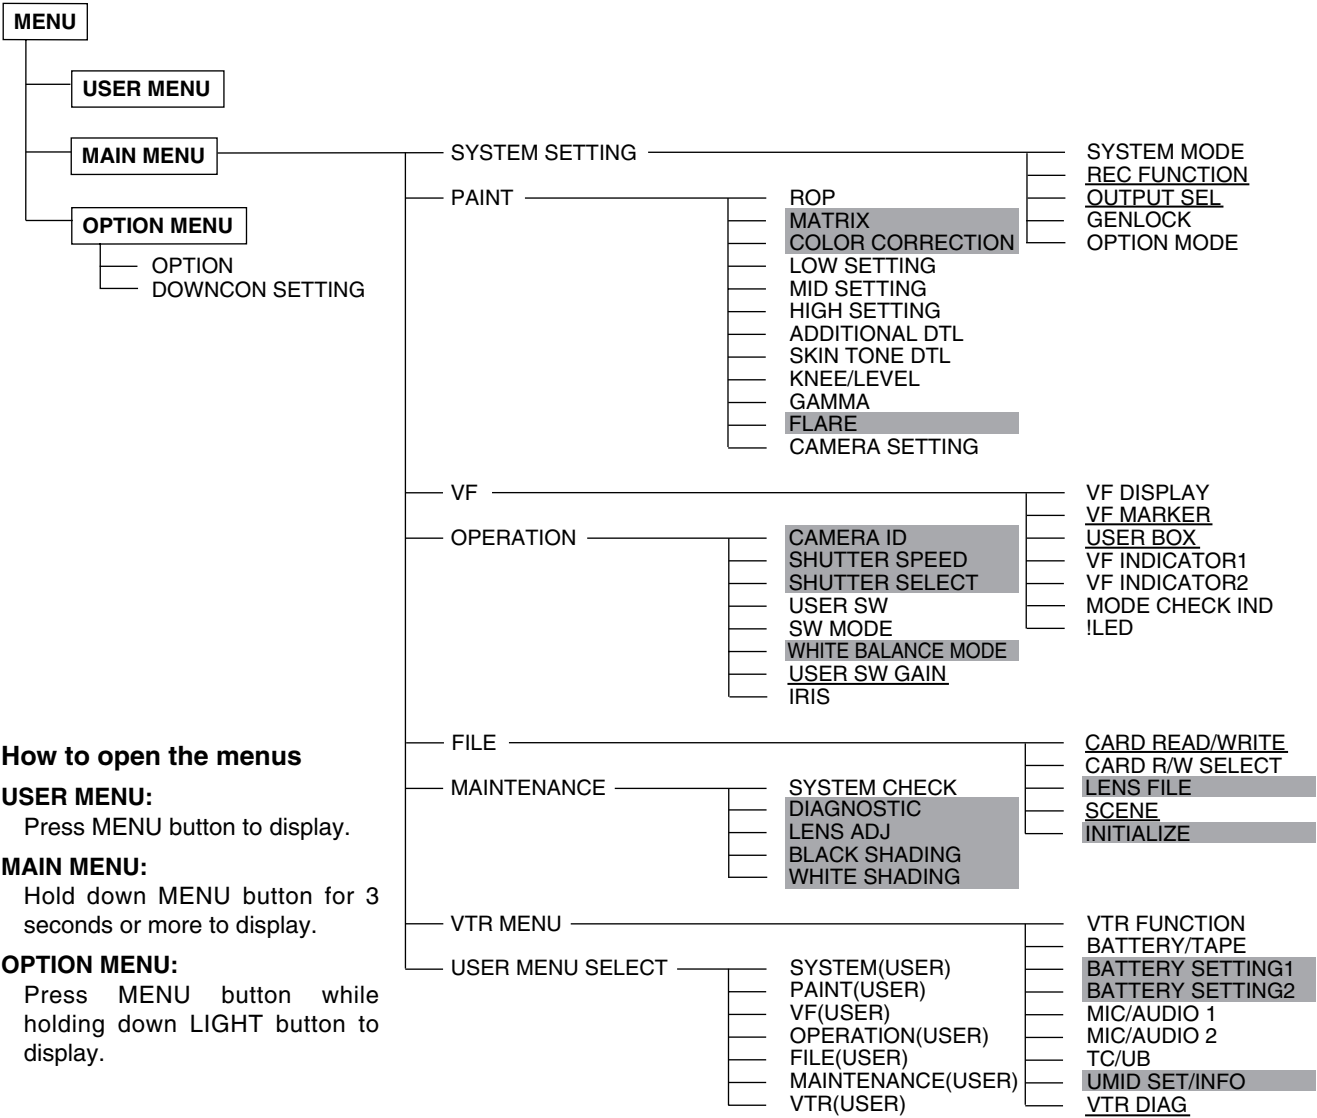 MENU
USER MENU
MAIN MENU
OPTION MENU
OPTION
DOWNCON SETTING
SYSTEM SETTING
SYSTEM MODE
REC FUNCTION
OUTPUT SEL
GENLOCK
OPTION MODE
PAINT
ROP
MATRIX
COLOR CORRECTION
LOW SETTING
MID SETTING
HIGH SETTING
ADDITIONAL DTL
SKIN TONE DTL
KNEE/LEVEL
GAMMA
FLARE
CAMERA SETTING
VF
VF DISPLAY
VF MARKER
USER BOX
VF INDICATOR1
VF INDICATOR2
MODE CHECK IND
!LED
OPERATION
CAMERA ID
SHUTTER SPEED
SHUTTER SELECT
USER SW
SW MODE
WHITE BALANCE MODE
USER SW GAIN
IRIS
FILE
CARD READ/WRITE
CARD R/W SELECT
LENS FILE
SCENE
INITIALIZE
MAINTENANCE
SYSTEM CHECK
DIAGNOSTIC
LENS ADJ
BLACK SHADING
WHITE SHADING
VTR MENU
VTR FUNCTION
BATTERY/TAPE
BATTERY SETTING1
BATTERY SETTING2
MIC/AUDIO 1
MIC/AUDIO 2
TC/UB
UMID SET/INFO
VTR DIAG
USER MENU SELECT
SYSTEM(USER)
PAINT(USER)
VF(USER)
OPERATION(USER)
FILE(USER)
MAINTENANCE(USER)
VTR(USER)
How to open the menus
USER MENU:
Press MENU button to display.
MAIN MENU:
Hold down MENU button for 3
seconds or more to display.
OPTION MENU:
Press MENU button while
holding down LIGHT button to
display.